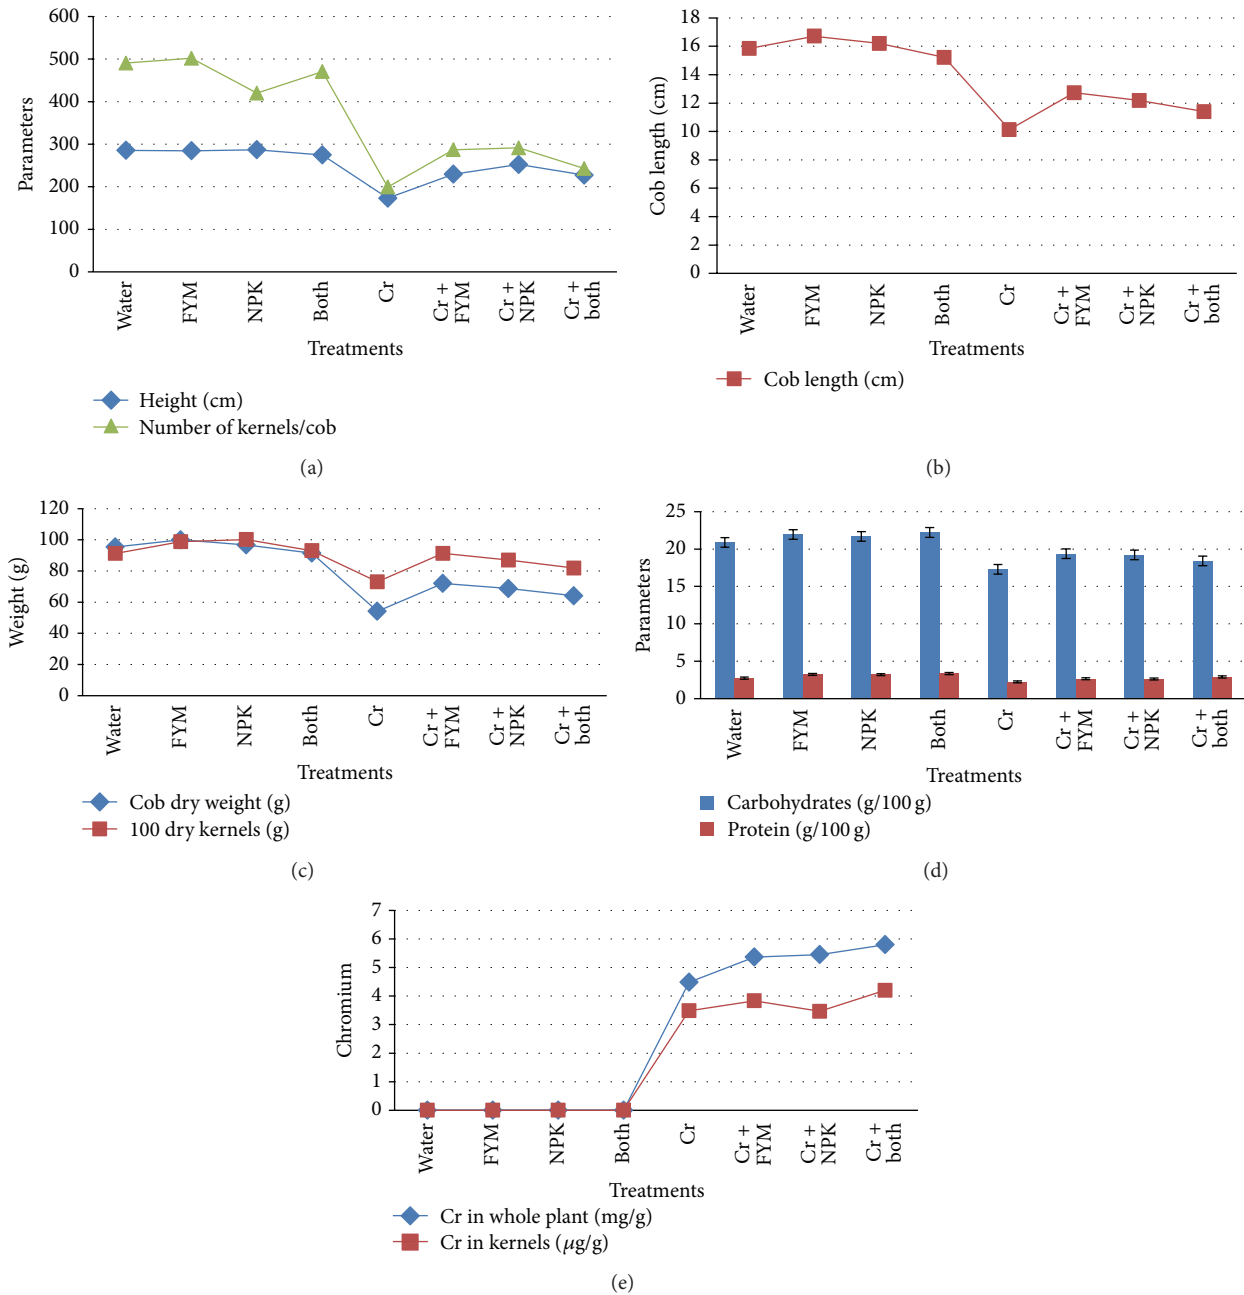 600
500
400
300
200
100
0
Parameters
Water
FYM
NPK
Both
Cr
Cr +
FYM
Cr +
NPK
Cr +
both
Treatments
Height (cm)
Number of kernels/cob
(a)
18
16
14
12
10
8
6
4
2
0
Cob length (cm)
Water
FYM
NPK
Both
Cr
Cr +
FYM
Cr +
NPK
Cr +
both
Treatments
Cob length (cm)
(b)
120
100
80
60
40
20
0
Weight (g)
Water
FYM
NPK
Both
Cr
Cr +
FYM
Cr +
NPK
Cr +
both
Treatments
Cob dry weight (g)
100 dry kernels (g)
(c)
25
20
15
10
5
0
Parameters
Water
FYM
NPK
Both
Cr
Cr +
FYM
Cr +
NPK
Cr +
both
Treatments
Carbohydrates (g/100 g)
Protein (g/100 g)
(d)
7
6
5
4
3
2
1
0
Chromium
Water
FYM
NPK
Both
Cr
Cr +
FYM
Cr +
NPK
Cr +
both
Treatments
Cr in whole plant (mg/g)
Cr in kernels (μg/g)
(e)